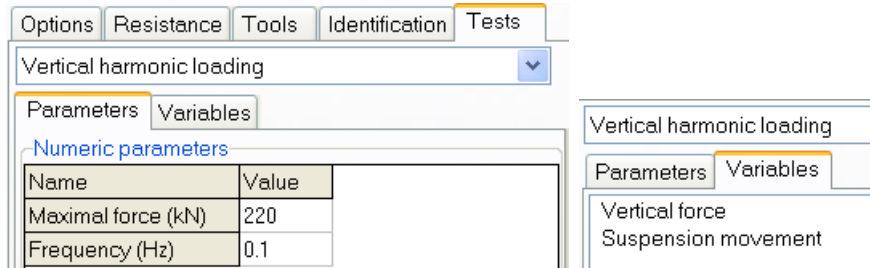 Options Resistance Tools Identification Tests
Vertical harmonic loading
Parameters Variables
Numeric parameters
Name Value
Maximal force (kN) 220
Frequency (Hz) 0.1
Vertical harmonic loading
Parameters Variables
Vertical force
Suspension movement